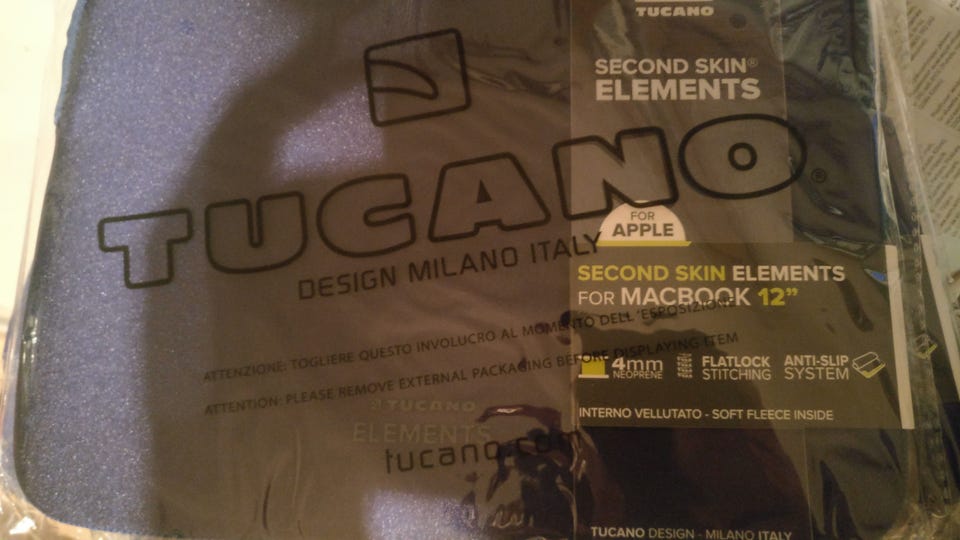 TUCANO
SECOND SKIN®
ELEMENTS
TUCANO®
DESIGN MILANO ITALY
FOR
APPLE
SECOND SKIN ELEMENTS
FOR MACBOOK 12”
ATTENZIONE: TOGLIERE QUESTO INVOLUCRO AL MOMENTO DELL'ESPOSIZIONE
ATTENTION: PLEASE REMOVE EXTERNAL PACKAGING BEFORE DISPLAYING ITEM
4mm
NEOPRENE
FLATLOCK
STITCHING
ANTI-SLIP
SYSTEM
INTERNO VELLUTATO - SOFT FLEECE INSIDE
TUCANO
ELEMENTS
tucano.com
TUCANO DESIGN - MILANO ITALY